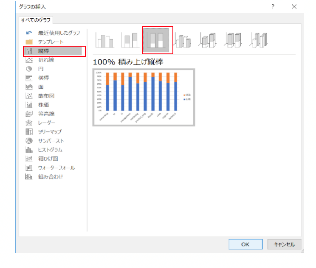 グラフの挿入
? ×
すべてのグラフ
最近使用したグラフ
テンプレート
縦棒
折れ線
円
横棒
面
散布図
株価
等高線
レーダー
ツリーマップ
サンバースト
ヒストグラム
箱ひげ図
ウォーターフォール
組み合わせ
100% 積み上げ縦棒
OK
キャンセル